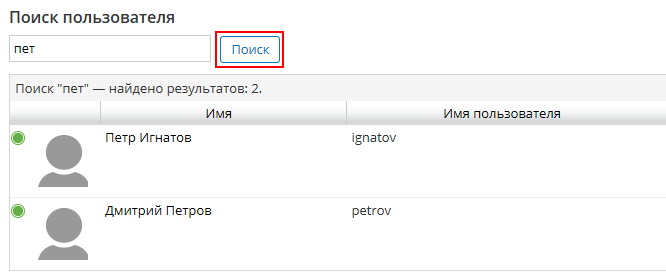 Поиск пользователя
пет Поиск
Поиск "пет" — найдено результатов: 2.
Имя Имя пользователя
Петр Игнатов ignatov
Дмитрий Петров petrov